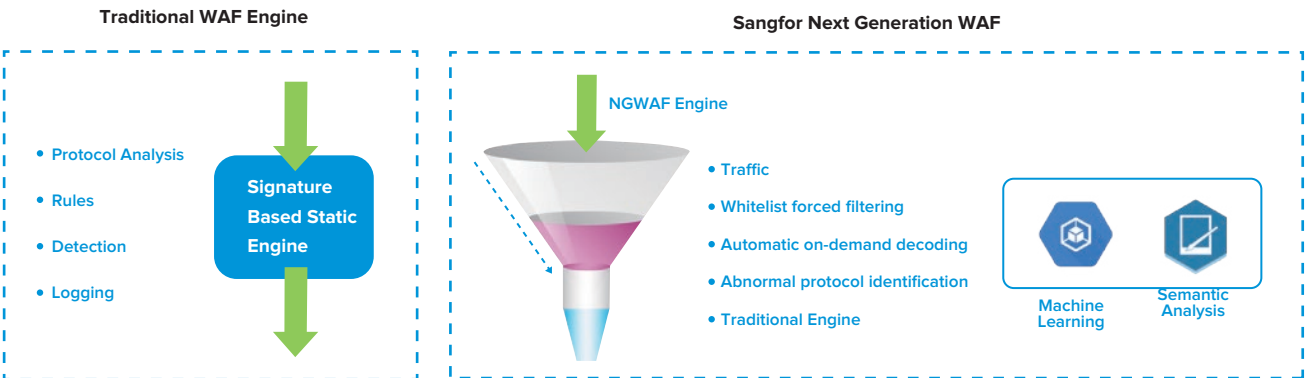 Traditional WAF Engine
Protocol Analysis
Rules
Detection
Logging
Signature
Based Static
Engine
Sangfor Next Generation WAF
NGWAF Engine
Traffic
Whitelist forced filtering
Automatic on-demand decoding
Abnormal protocol identification
Traditional Engine
Machine
Learning
Semantic
Analysis